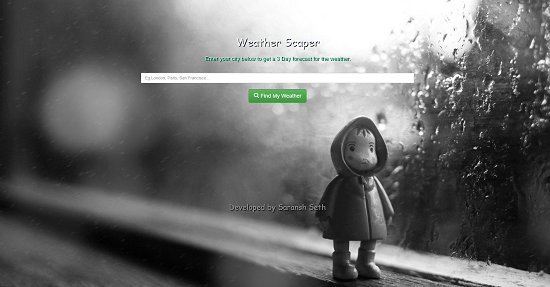 Weather Scaper
Enter your city below to get a 3 Day forecast for the weather.
Eg London, Paris, San Francisco...
Find My Weather
Developed by Saransh Seth